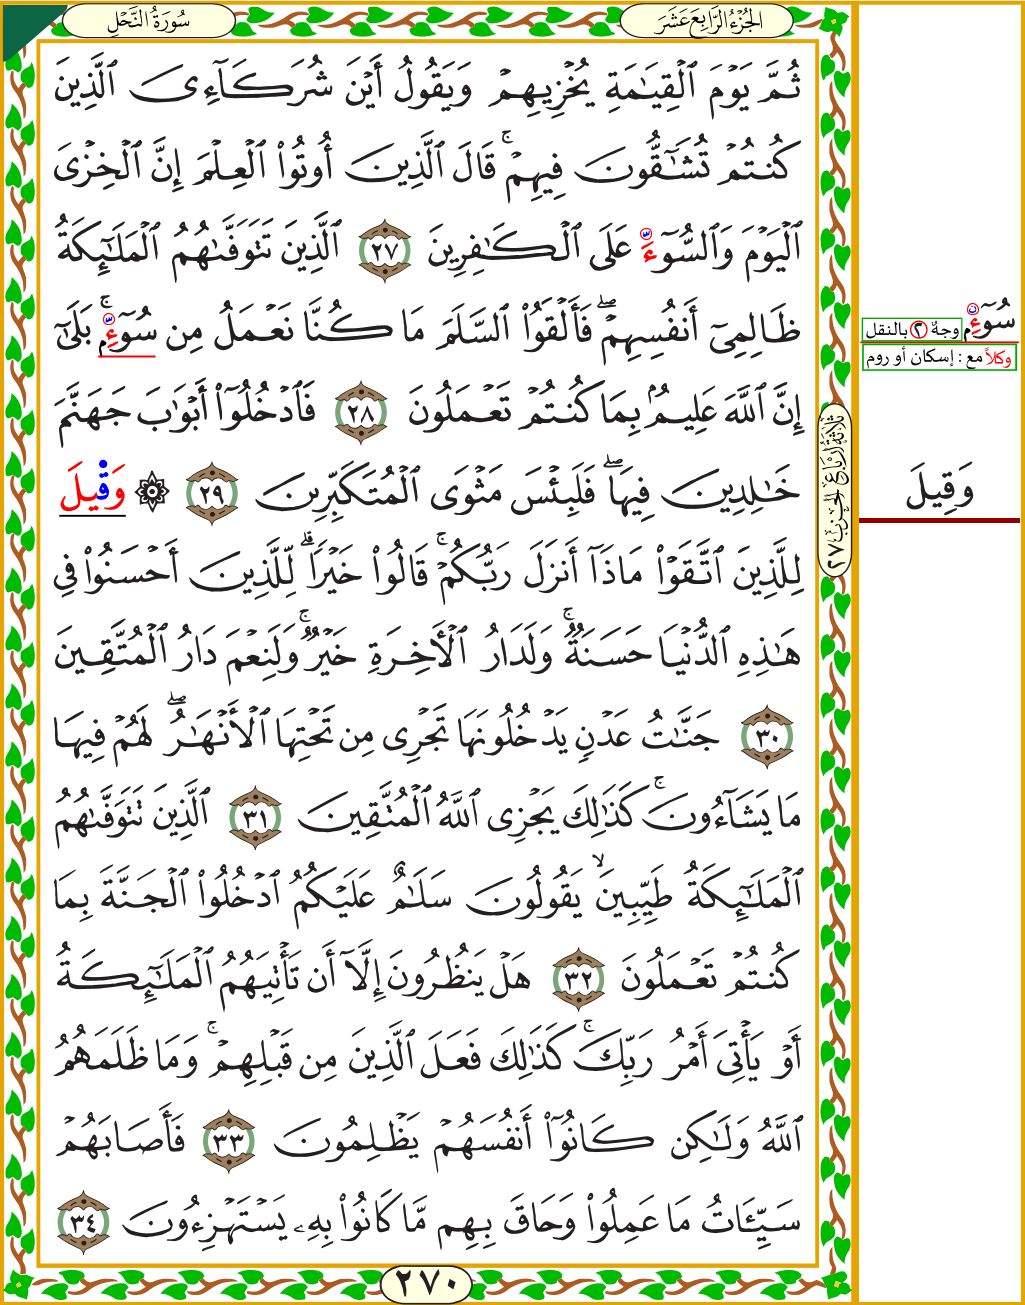 سُورَةُ النَّحْلِ
الجُزْءُ الرَّابِعَ عَشَرَ
ثُمَّ يَوْمَ ٱلْقِيَٰمَةِ يُخْزِيهِمْ وَيَقُولُ أَيْنَ شُرَكَآءِىَ ٱلَّذِينَ
كُنتُمْ تُشَٰٓقُّونَ فِيهِمْۚ قَالَ ٱلَّذِينَ أُوتُوا۟ ٱلْعِلْمَ إِنَّ ٱلْخِزْىَ
ٱلْيَوْمَ وَٱلسُّوٓءَ عَلَى ٱلْكَٰفِرِينَ ٢٧ ٱلَّذِينَ تَتَوَفَّىٰهُمُ ٱلْمَلَٰٓئِكَةُ
ظَالِمِىٓ أَنفُسِهِمْۖ فَأَلْقَوُا۟ ٱلسَّلَمَ مَا كُنَّا نَعْمَلُ مِن سُوٓءٍۭۚ بَلَىٰٓ
إِنَّ ٱللَّهَ عَلِيمٌۢ بِمَا كُنتُمْ تَعْمَلُونَ ٢٨ فَٱدْخُلُوٓا۟ أَبْوَٰبَ جَهَنَّمَ
خَٰلِدِينَ فِيهَاۖ فَلَبِئْسَ مَثْوَى ٱلْمُتَكَبِّرِينَ ٢٩ ۞ وَقِيلَ
لِلَّذِينَ ٱتَّقَوْا۟ مَاذَآ أَنزَلَ رَبُّكُمْۚ قَالُوا۟ خَيْرًاۗ لِّلَّذِينَ أَحْسَنُوا۟ فِى
هَٰذِهِ ٱلدُّنْيَا حَسَنَةٌۚ وَلَدَارُ ٱلْأَخِرَةِ خَيْرٌۚ وَلَنِعْمَ دَارُ ٱلْمُتَّقِينَ
٣٠ جَنَّٰتُ عَدْنٍ يَدْخُلُونَهَا تَجْرِى مِن تَحْتِهَا ٱلْأَنْهَٰرُۖ لَهُمْ فِيهَا
مَا يَشَآءُونَۚ كَذَٰلِكَ يَجْزِى ٱللَّهُ ٱلْمُتَّقِينَ ٣١ ٱلَّذِينَ تَتَوَفَّىٰهُمُ
ٱلْمَلَٰٓئِكَةُ طَيِّبِينَۙ يَقُولُونَ سَلَٰمٌ عَلَيْكُمُ ٱدْخُلُوا۟ ٱلْجَنَّةَ بِمَا
كُنتُمْ تَعْمَلُونَ ٣٢ هَلْ يَنظُرُونَ إِلَّآ أَن تَأْتِيَهُمُ ٱلْمَلَٰٓئِكَةُ
أَوْ يَأْتِىَ أَمْرُ رَبِّكَۚ كَذَٰلِكَ فَعَلَ ٱلَّذِينَ مِن قَبْلِهِمْۚ وَمَا ظَلَمَهُمُ
ٱللَّهُ وَلَٰكِن كَانُوٓا۟ أَنفُسَهُمْ يَظْلِمُونَ ٣٣ فَأَصَابَهُمْ
سَيِّـَٔاتُ مَا عَمِلُوا۟ وَحَاقَ بِهِم مَّا كَانُوا۟ بِهِۦ يَسْتَهْزِءُونَ ٣٤
٢٧٠
سُوٓءٍ وجهٌ ٢ بالنقل
وكلاً مع : إسكان أو روم
ثَلَاثَةُ أَرْبَاعِ الحِزْبِ ٢٧
وَقِيلَ